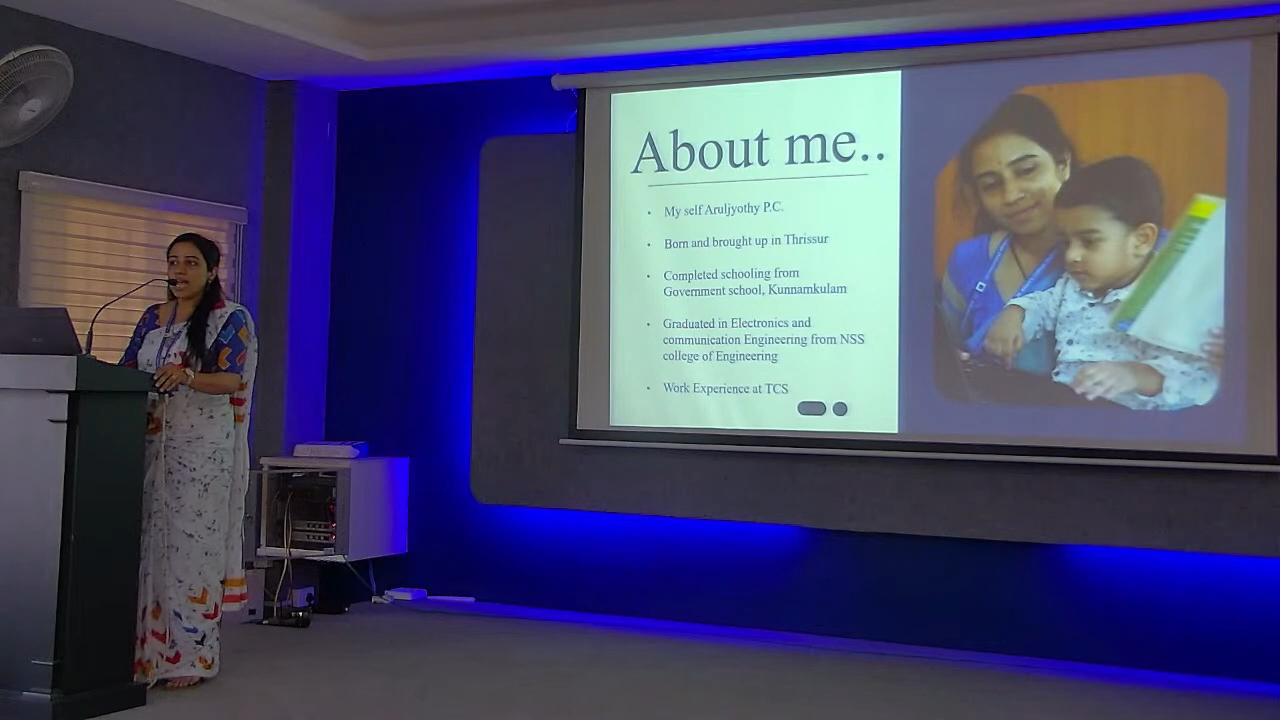 About me..
My self Aruljyothy P.C.
Born and brought up in Thrissur
Completed schooling from
Government school, Kunnamkulam
Graduated in Electronics and
communication Engineering from NSS
college of Engineering
Work Experience at TCS